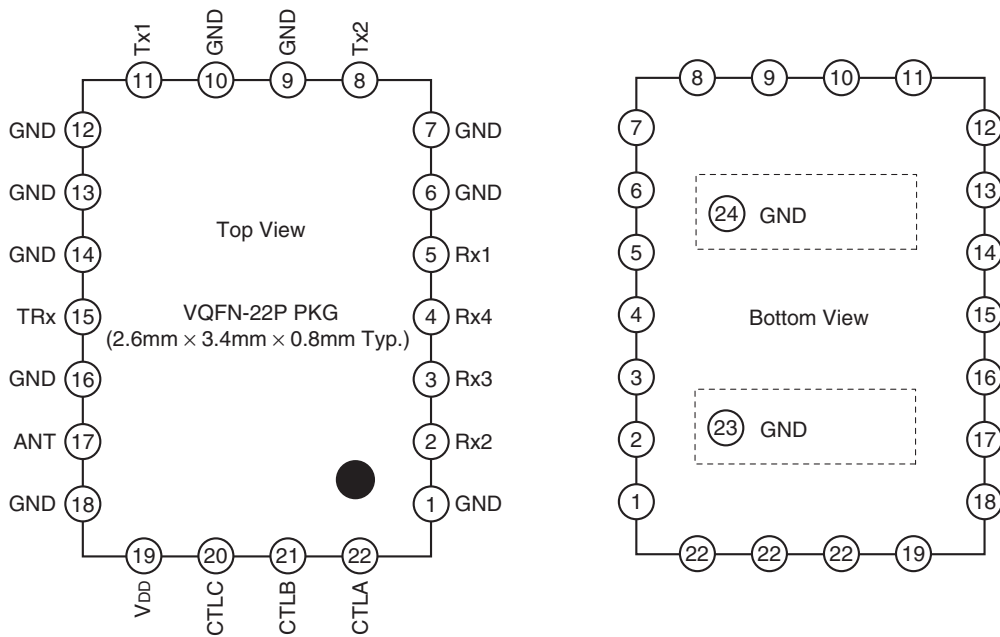 Tx1 GND GND Tx2
11 10 9 8
GND 12 7 GND
GND 13 6 GND
Top View
GND 14 5 Rx1
TRx 15 4 Rx4
VQFN-22P PKG
(2.6mm × 3.4mm × 0.8mm Typ.)
GND 16 3 Rx3
ANT 17 2 Rx2
GND 18 1 GND
19 20 21 22
VDD CTLC CTLB CTLA
8 9 10 11
7 12
6 13
24 GND
5 14
4 15
Bottom View
3 16
23 GND
2 17
1 18
22 22 22 19